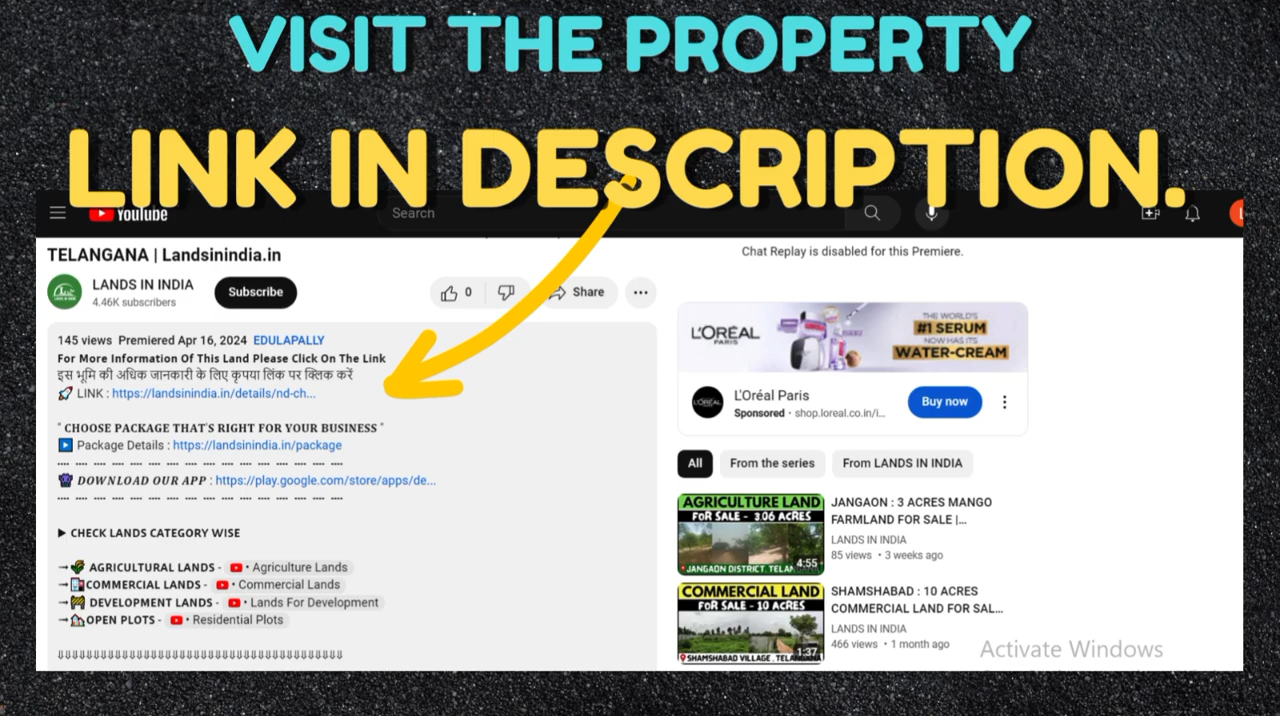 VISIT THE PROPERTY
LINK IN DESCRIPTION.
YouTube
Search
TELANGANA | Landsinindia.in
LANDS IN INDIA
4.46K subscribers
Subscribe
0
Share
145 views Premiered Apr 16, 2024 EDULAPALLY
For More Information Of This Land Please Click On The Link
इस भूमि की अधिक जानकारी के लिए कृपया लिंक पर क्लिक करें
LINK : https://landsinindia.in/details/nd-ch...
" CHOOSE PACKAGE THAT'S RIGHT FOR YOUR BUSINESS "
Package Details : https://landsinindia.in/package
DOWNLOAD OUR APP : https://play.google.com/store/apps/de...
CHECK LANDS CATEGORY WISE
AGRICULTURAL LANDS - • Agriculture Lands
COMMERCIAL LANDS - • Commercial Lands
DEVELOPMENT LANDS - • Lands For Development
OPEN PLOTS - • Residential Plots
Chat Replay is disabled for this Premiere.
L'ORÉAL
PARIS
THE WORLD'S
#1 SERUM
NOW HAS ITS
WATER-CREAM
L'Oréal Paris
Sponsored · shop.loreal.co.in/i...
Buy now
All
From the series
From LANDS IN INDIA
AGRICULTURE LAND
FOR SALE - 3.06 ACRES
4:55
JANGAON DISTRICT, TELAN
JANGAON : 3 ACRES MANGO
FARMLAND FOR SALE |...
LANDS IN INDIA
85 views • 3 weeks ago
COMMERCIAL LAND
FOR SALE - 10 ACRES
1:37
SHAMSHABAD VILLAGE, TELANGANA
SHAMSHABAD : 10 ACRES
COMMERCIAL LAND FOR SAL...
LANDS IN INDIA
466 views • 1 month ago
Activate Windows